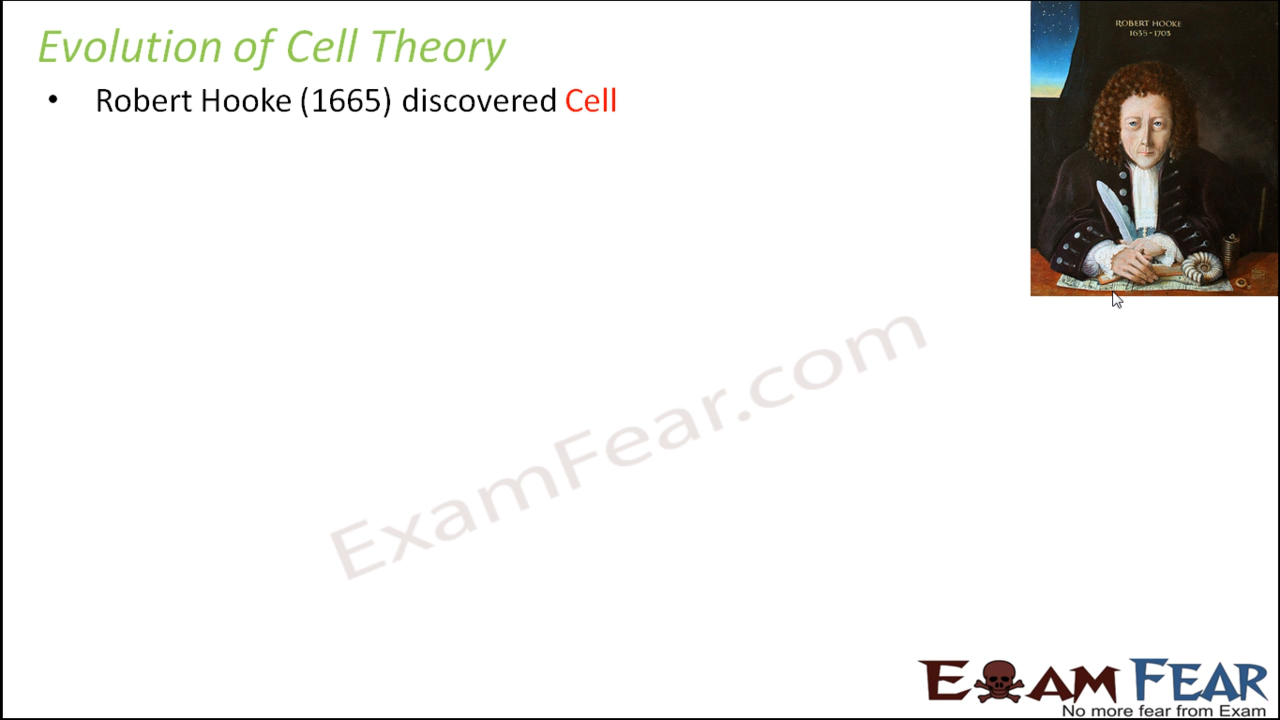 Evolution of Cell Theory
• Robert Hooke (1665) discovered Cell
ROBERT HOOKE
1635-1703
ExamFear.com
EXAM FEAR
No more fear from Exam